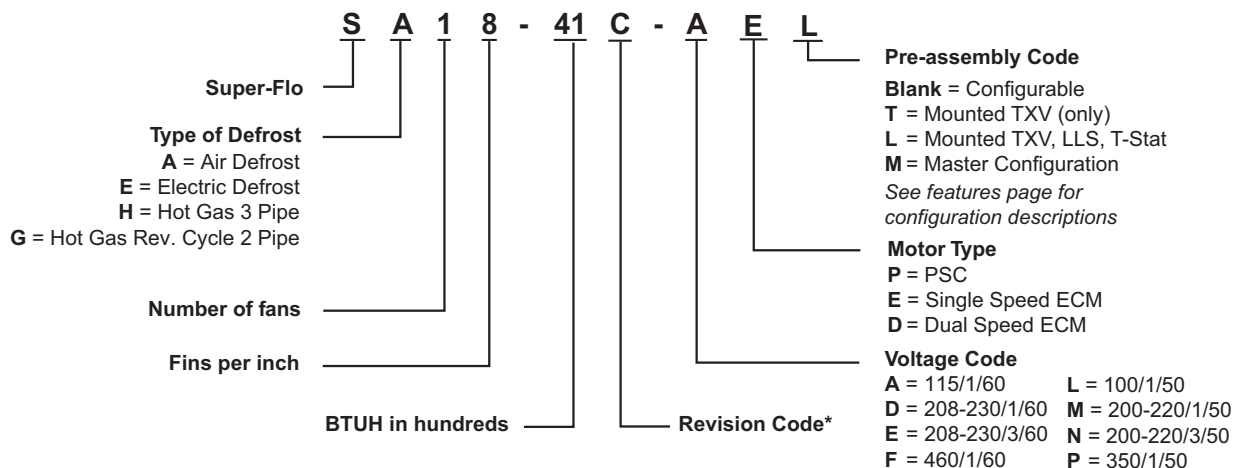 S A 1 8 - 41 C - A E L
Super-Flo
Type of Defrost
A = Air Defrost
E = Electric Defrost
H = Hot Gas 3 Pipe
G = Hot Gas Rev. Cycle 2 Pipe
Number of fans
Fins per inch
BTUH in hundreds
Revision Code*
Pre-assembly Code
Blank = Configurable
T = Mounted TXV (only)
L = Mounted TXV, LLS, T-Stat
M = Master Configuration
See features page for
configuration descriptions
Motor Type
P = PSC
E = Single Speed ECM
D = Dual Speed ECM
Voltage Code
A = 115/1/60 L = 100/1/50
D = 208-230/1/60 M = 200-220/1/50
E = 208-230/3/60 N = 200-220/3/50
F = 460/1/60 P = 350/1/50